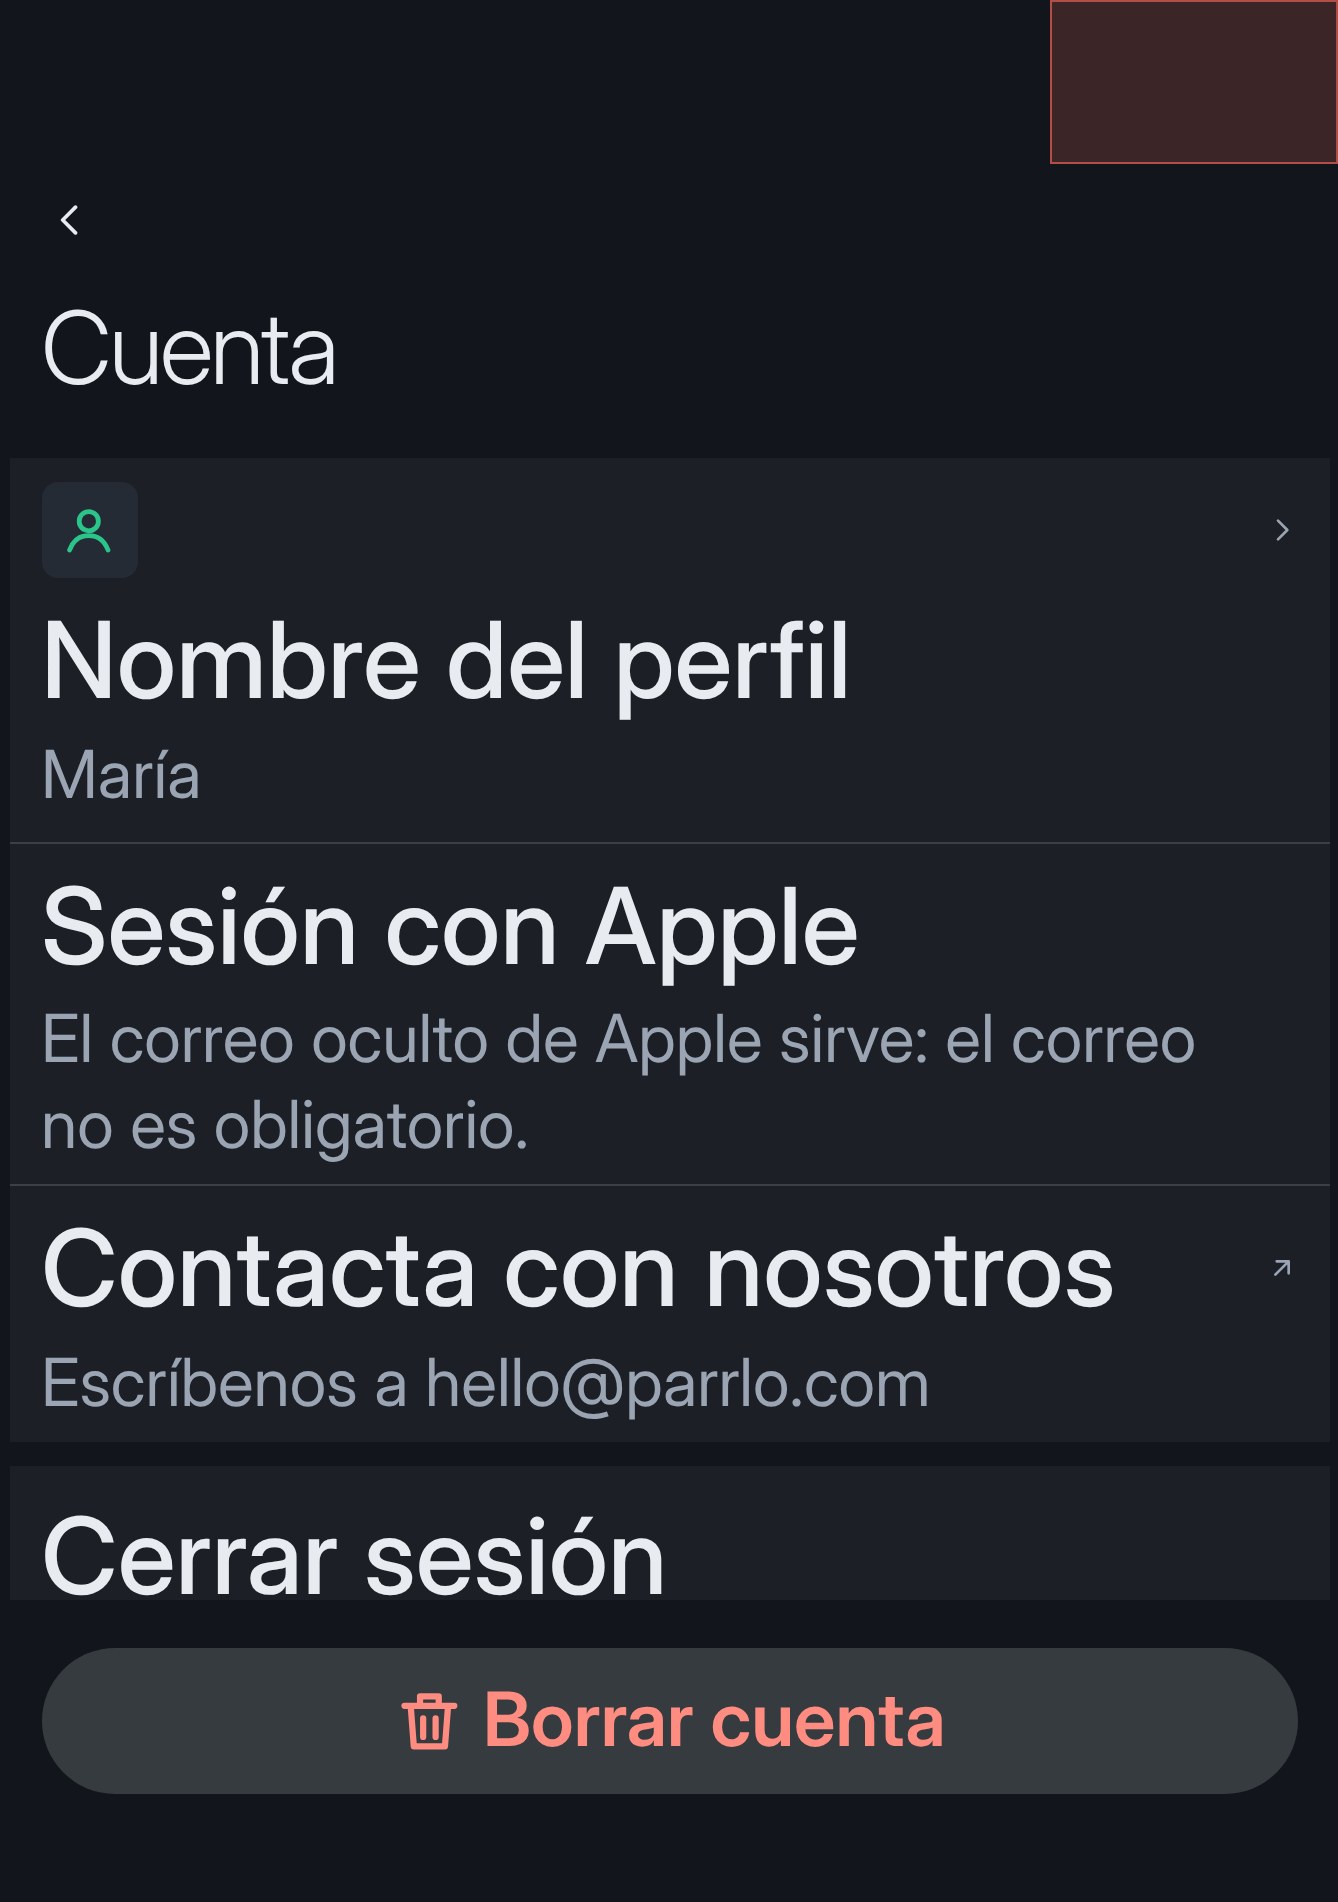 Cuenta
Nombre del perfil
María
Sesión con Apple
El correo oculto de Apple sirve: el correo
no es obligatorio.
Contacta con nosotros
Escríbenos a hello@parrlo.com
Cerrar sesión
Borrar cuenta